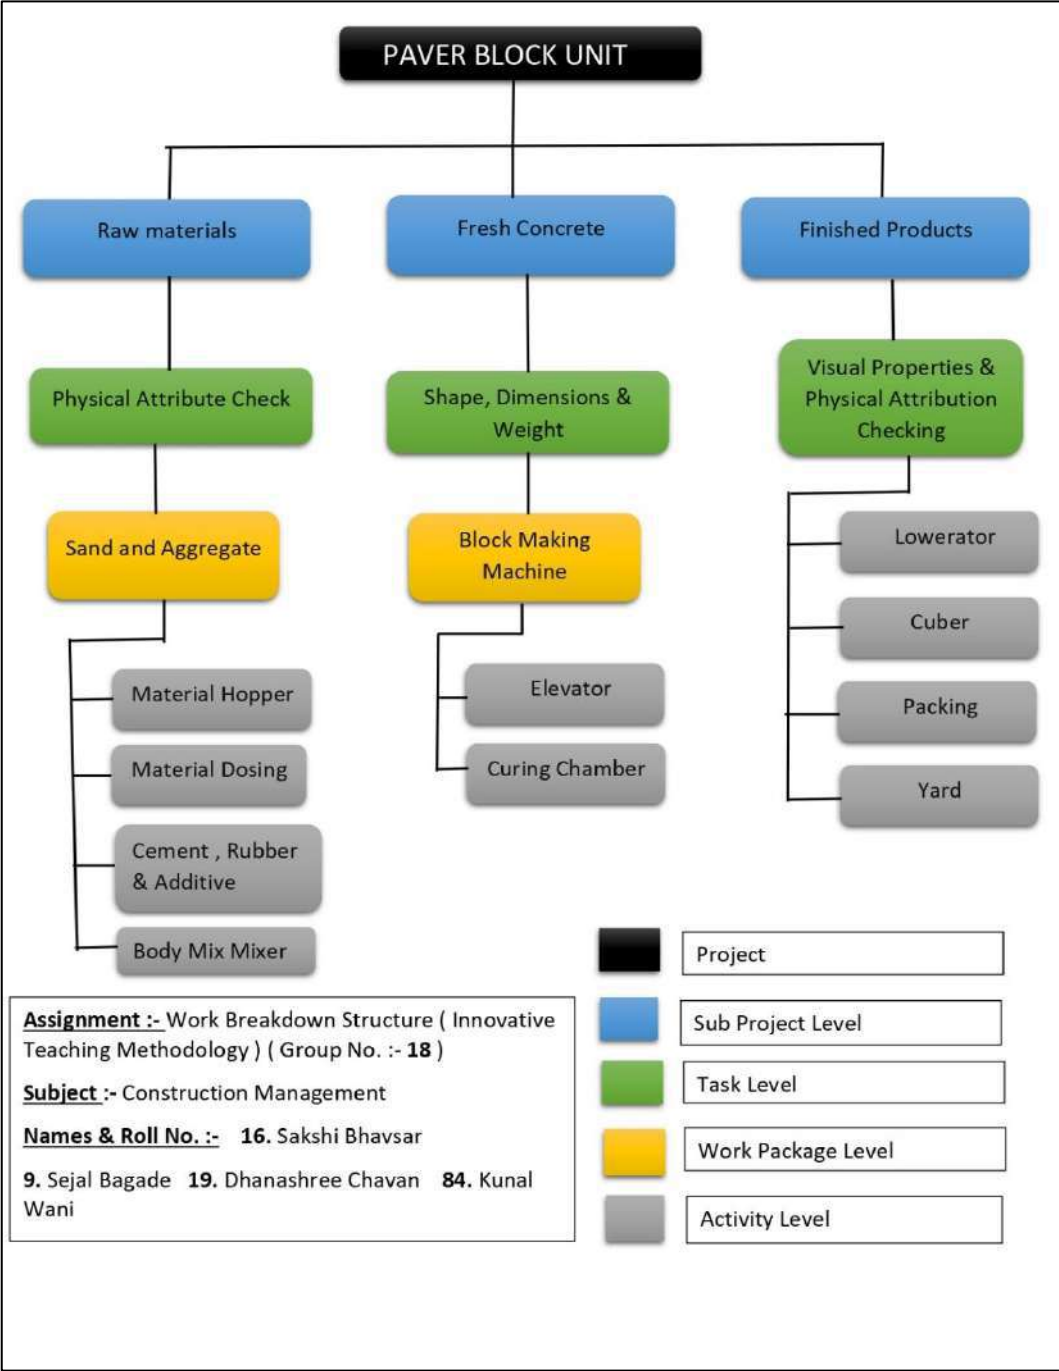 PAVER BLOCK UNIT
Raw materials
Fresh Concrete
Finished Products
Physical Attribute Check
Shape, Dimensions &
Weight
Visual Properties &
Physical Attribution
Checking
Sand and Aggregate
Block Making
Machine
Material Hopper
Material Dosing
Cement , Rubber
& Additive
Body Mix Mixer
Elevator
Curing Chamber
Lowerator
Cuber
Packing
Yard
Assignment :- Work Breakdown Structure ( Innovative
Teaching Methodology ) ( Group No. :- 18 )
Subject :- Construction Management
Names & Roll No. :- 16. Sakshi Bhavsar
9. Sejal Bagade 19. Dhanashree Chavan 84. Kunal
Wani
Project
Sub Project Level
Task Level
Work Package Level
Activity Level